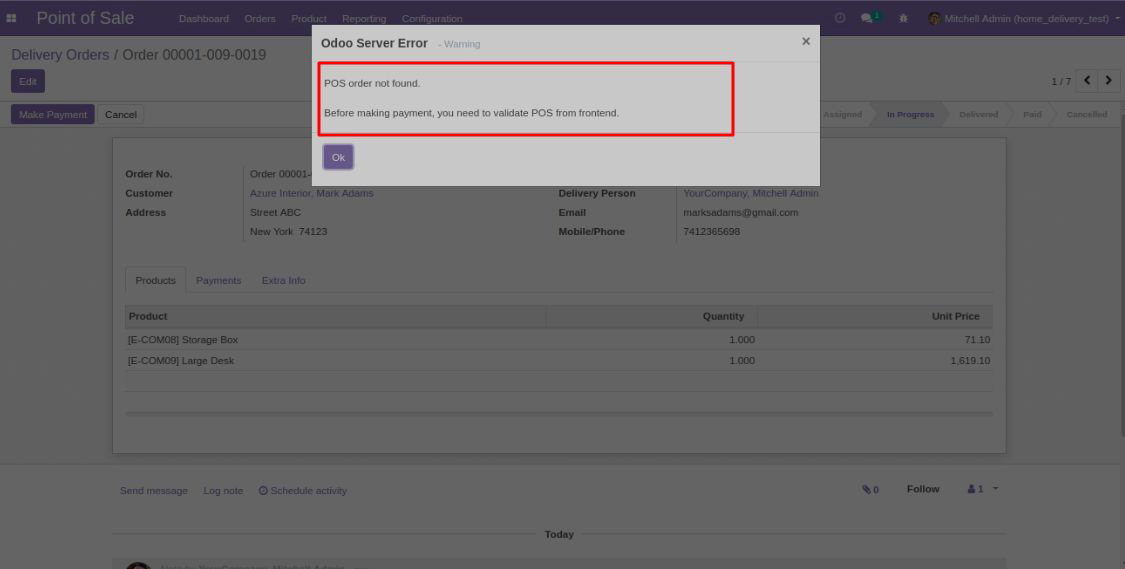 Point of Sale Dashboard Orders Product Reporting Configuration 1 Mitchell Admin (home_delivery_test)
Delivery Orders / Order 00001-009-0019
Edit
1 / 7
Make Payment Cancel
Assigned In Progress Delivered Paid Cancelled
Odoo Server Error - Warning ×
POS order not found.
Before making payment, you need to validate POS from frontend.
Ok
Order No. Order 00001-
Customer Azure Interior, Mark Adams Delivery Person YourCompany, Mitchell Admin
Address Street ABC Email marksadams@gmail.com
New York 74123 Mobile/Phone 7412365698
Products Payments Extra Info
Product Quantity Unit Price
[E-COM08] Storage Box 1.000 71.10
[E-COM09] Large Desk 1.000 1,619.10
Send message Log note Schedule activity 0 Follow 1
Today
Note by YourCompany, Mitchell Admin